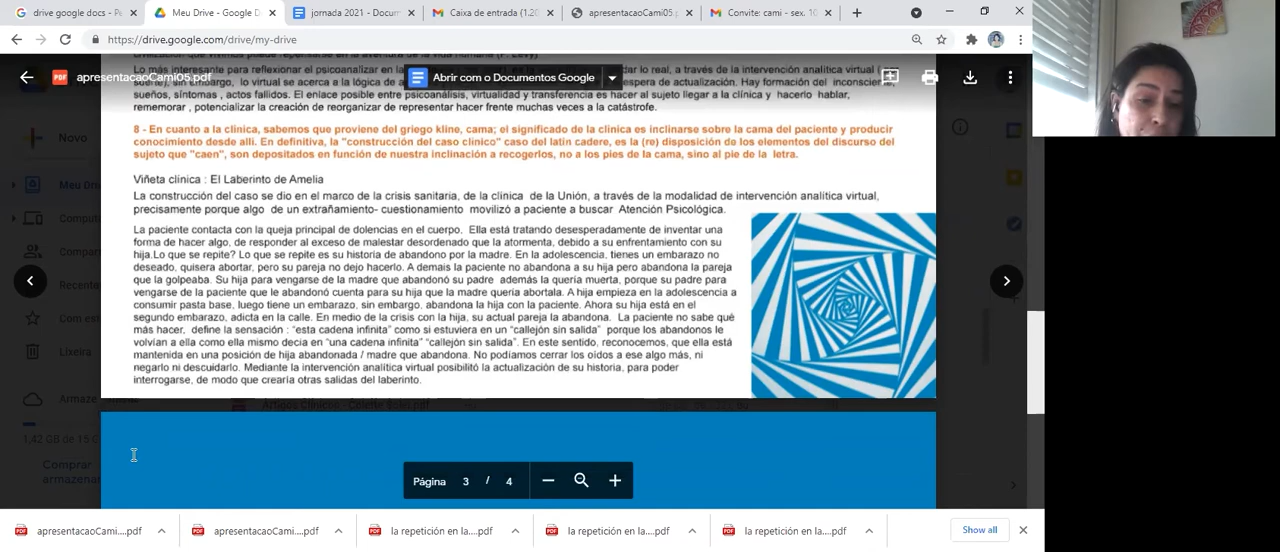 drive google docs - Pe
Meu Drive - Google D
jornada 2021 - Docum
Caixa de entrada (1.20
apresentacaoCami05.p
Convite: cami - sex. 16
https://drive.google.com/drive/my-drive
apresentacaoCami05.pdf
Abrir com o Documentos Google
sueños, síntomas , actos fallidos. El enlace posible entre psicoanálisis, virtualidad y transferencia es hacer al sujeto llegar a la clínica y hacerlo hablar,
rememorar , potencializar la creación de reorganizar de representar hacer frente muchas veces a la catástrofe.
8 - En cuanto a la clínica, sabemos que proviene del griego kline, cama; el significado de la clínica es inclinarse sobre la cama del paciente y producir
conocimiento desde alli. En definitiva, la "construcción del caso clínico" caso del latín cadere, es la (re) disposición de los elementos del discurso del
sujeto que "caen", son depositados en función de nuestra inclinación a recogerlos, no a los pies de la cama, sino al pie de la letra.
Viñeta clínica : El Laberinto de Amelia
La construcción del caso se dio en el marco de la crisis sanitaria, de la clínica de la Unión, a través de la modalidad de intervención analítica virtual,
precisamente porque algo de un extrañamiento- cuestionamiento movilizó a paciente a buscar Atención Psicológica.
La paciente contacta con la queja principal de dolencias en el cuerpo. Ella está tratando desesperadamente de inventar una
forma de hacer algo, de responder al exceso de malestar desordenado que la atormenta, debido a su enfrentamiento con su
hija.Lo que se repite? Lo que se repite es su historia de abandono por la madre. En la adolescencia, tienes un embarazo no
deseado, quisera abortar, pero su pareja no dejo hacerlo. A demais la paciente no abandona a su hija pero abandona la pareja
que la golpeaba. Su hija para vengarse de la madre que abandonó su padre además la quería muerta, porque su padre para
vengarse de la paciente que le abandonó cuenta para su hija que la madre quería abortala. A hija empieza en la adolescencia a
consumir pasta base, luego tiene un embarazo, sin embargo, abandona la hija con la paciente. Ahora su hija está en el
segundo embarazo, adicta en la calle. En medio de la crisis con la hija, su actual pareja la abandona. La paciente no sabe qué
más hacer, define la sensación : "esta cadena infinita" como si estuviera en un "callejón sin salida" porque los abandonos le
volvían a ella como ella mismo decia en "una cadena infinita" "callejón sin salida". En este sentido, reconocemos, que ella está
mantenida en una posición de hija abandonada / madre que abandona. No podíamos cerrar los oídos a ese algo más, ni
negarlo ni descuidarlo. Mediante la intervención analítica virtual posibilitó la actualización de su historia, para poder
interrogarse, de modo que crearía otras salidas del laberinto.
Novo
Meu Dri
Computa
Compart
Recente
Com est
Lixeira
Armaze
1,42 GB de 15 G
Comprar
armazenar
Artigos Clínicos - Colette Soler.pdf
Página 3 / 4
apresentacaoCami....pdf
apresentacaoCami....pdf
la repetición en la....pdf
la repetición en la....pdf
la repetición en la....pdf
Show all